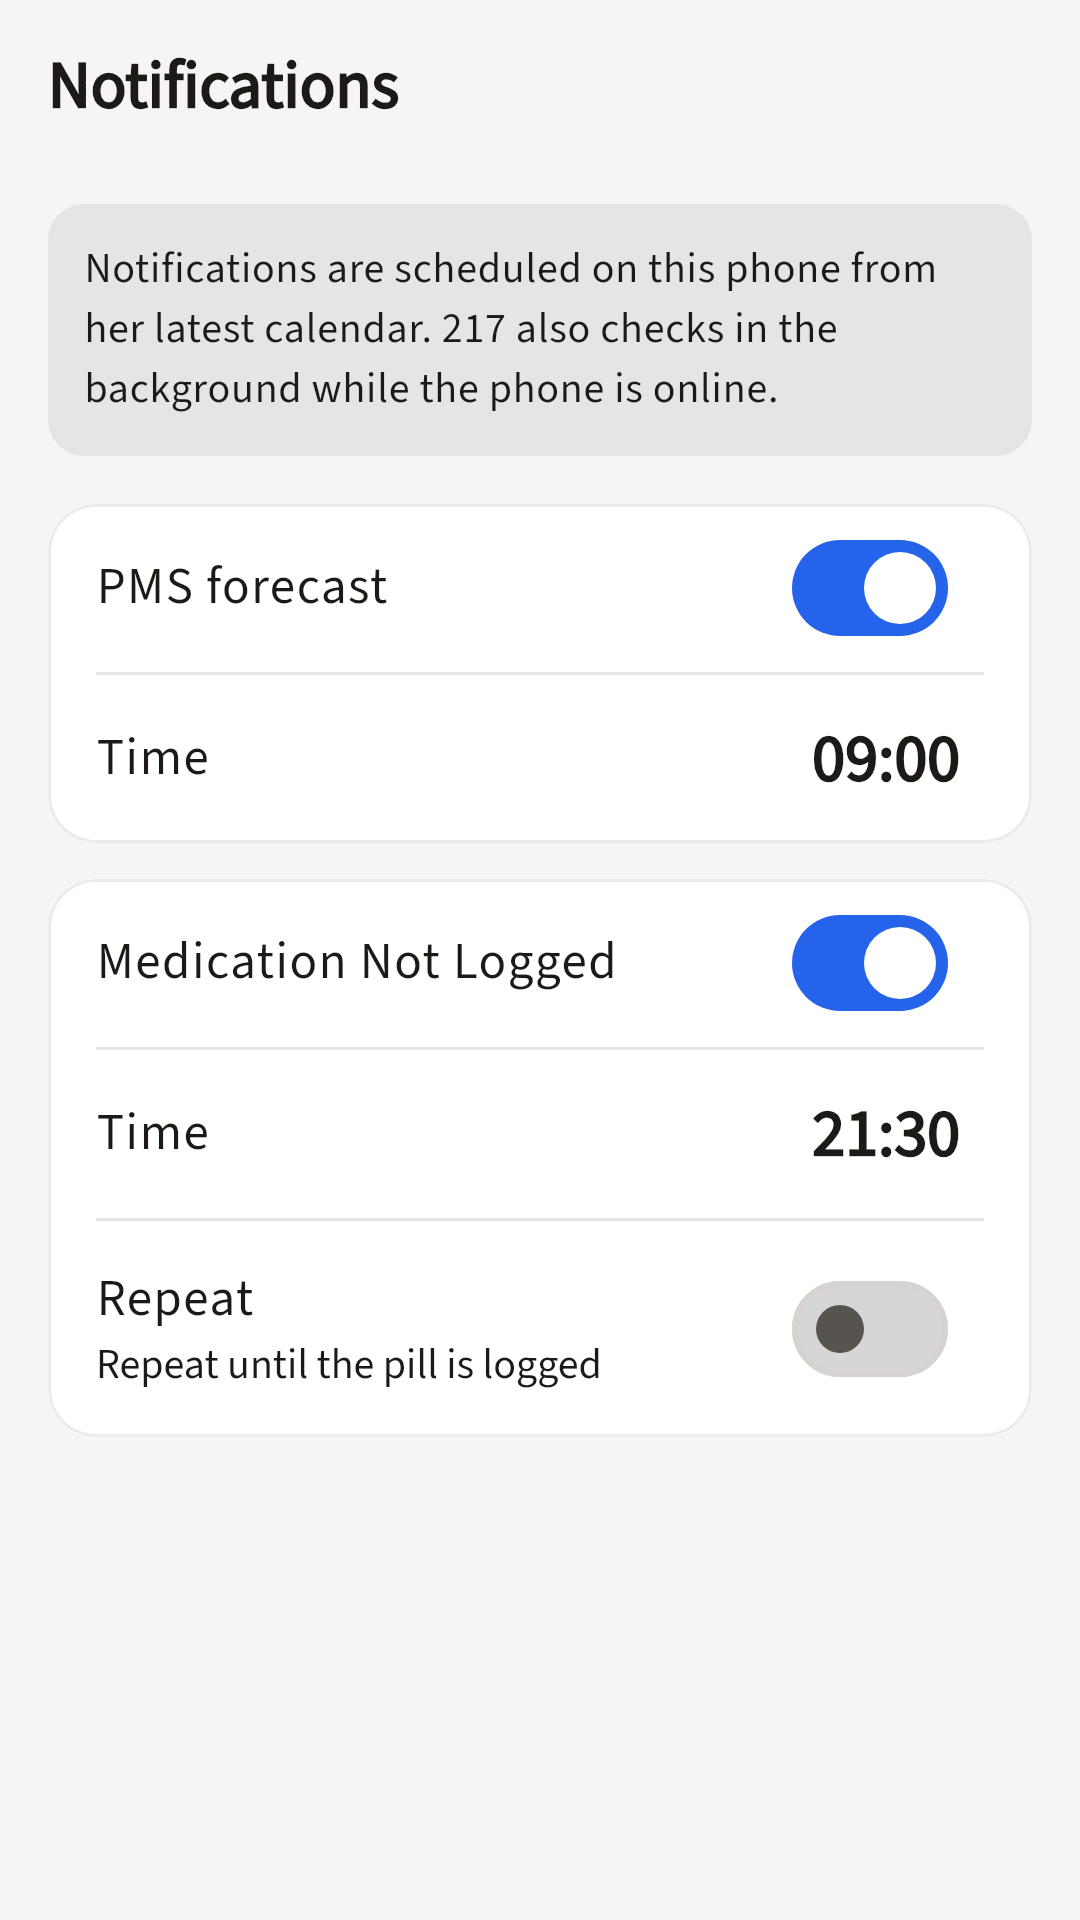 Notifications
Notifications are scheduled on this phone from
her latest calendar. 217 also checks in the
background while the phone is online.
PMS forecast
Time
09:00
Medication Not Logged
Time
21:30
Repeat
Repeat until the pill is logged